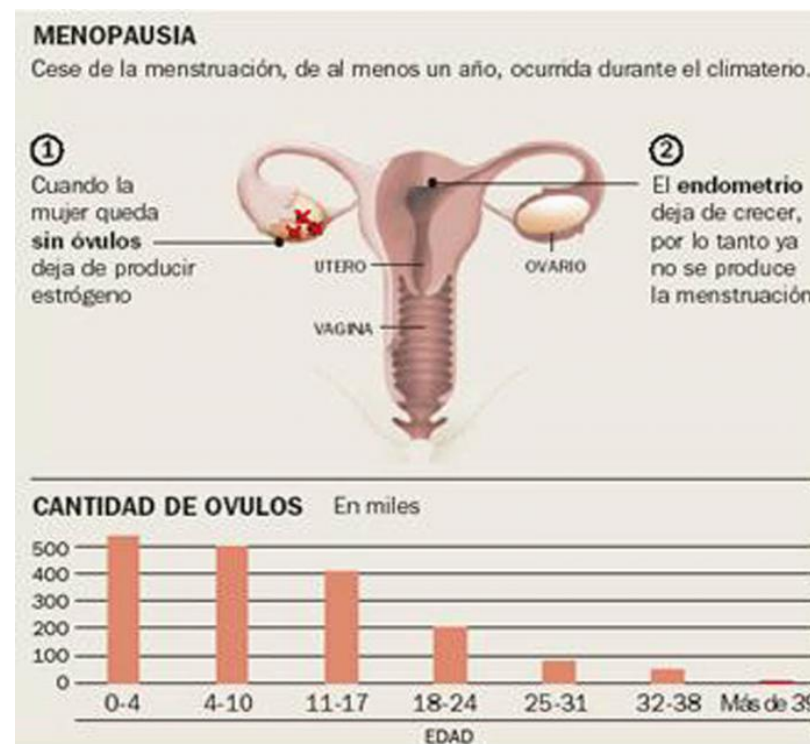 MENOPAUSIA
Cese de la menstruación, de al menos un año, ocurrida durante el climaterio.
1
Cuando la
mujer queda
sin óvulos
deja de producir
estrógeno
2
El endometrio
deja de crecer,
por lo tanto ya
no se produce
la menstruación
UTERO
OVARIO
VAGINA
CANTIDAD DE OVULOS En miles
500
400
300
200
100
0
0-4 4-10 11-17 18-24 25-31 32-38 Más de 39
EDAD